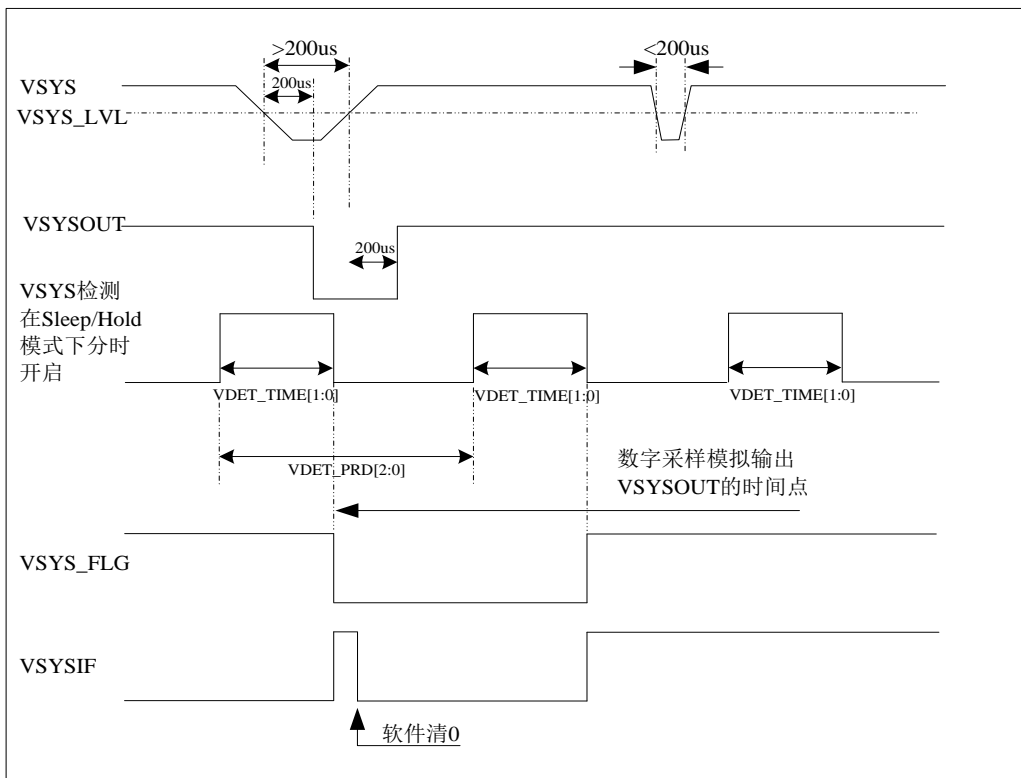 >200us
<200us
200us
VSYS
VSYS_LVL
VSYSOUT
200us
VSYS检测
在Sleep/Hold
模式下分时
开启
VDET_TIME[1:0]
VDET_TIME[1:0]
VDET_TIME[1:0]
VDET_PRD[2:0]
数字采样模拟输出
VSYSOUT的时间点
VSYS_FLG
VSYSIF
软件清0